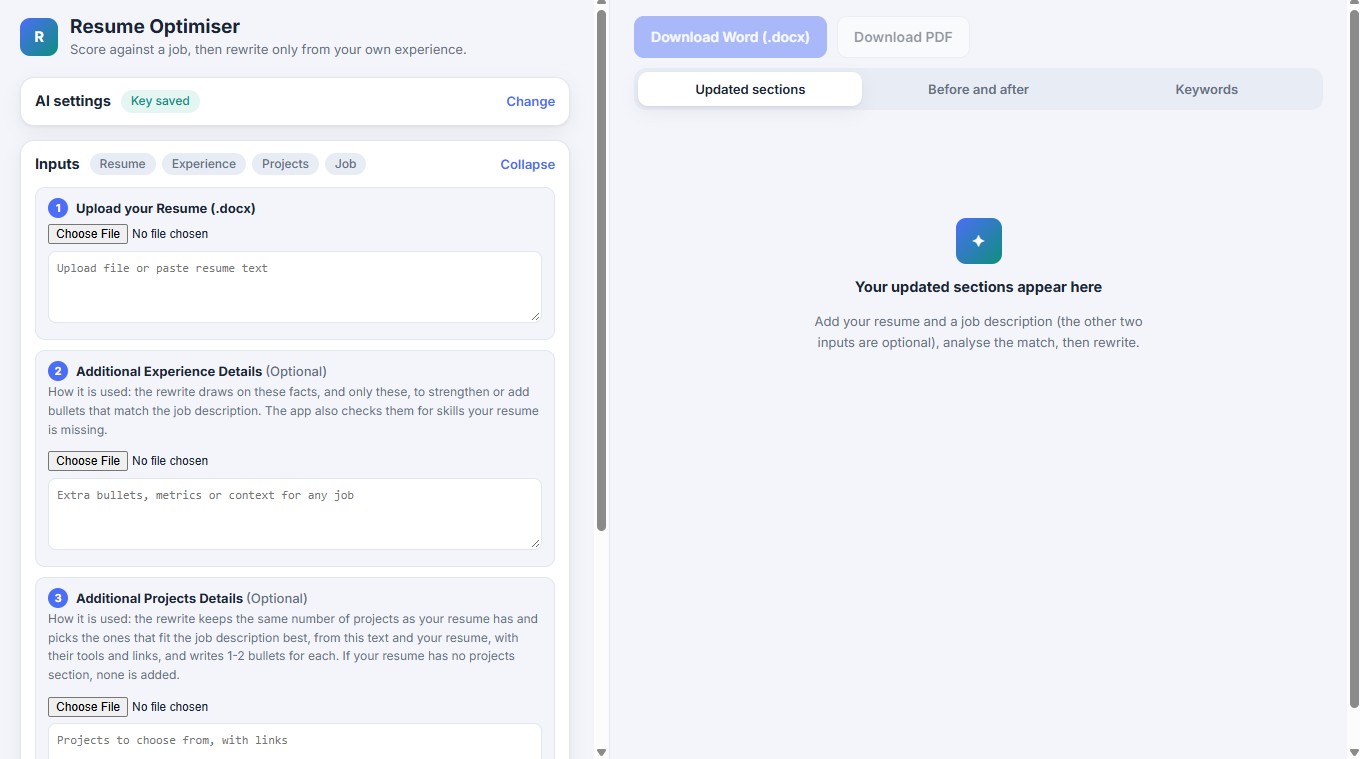 R
Resume Optimiser
Score against a job, then rewrite only from your own experience.
AI settings
Key saved
Change
Inputs
Resume
Experience
Projects
Job
Collapse
1
Upload your Resume (.docx)
Choose File No file chosen
Upload file or paste resume text
2
Additional Experience Details (Optional)
How it is used: the rewrite draws on these facts, and only these, to strengthen or add
bullets that match the job description. The app also checks them for skills your resume
is missing.
Choose File No file chosen
Extra bullets, metrics or context for any job
3
Additional Projects Details (Optional)
How it is used: the rewrite keeps the same number of projects as your resume has and
picks the ones that fit the job description best, from this text and your resume, with
their tools and links, and writes 1-2 bullets for each. If your resume has no projects
section, none is added.
Choose File No file chosen
Projects to choose from, with links
Download Word (.docx)
Download PDF
Updated sections
Before and after
Keywords
Your updated sections appear here
Add your resume and a job description (the other two
inputs are optional), analyse the match, then rewrite.